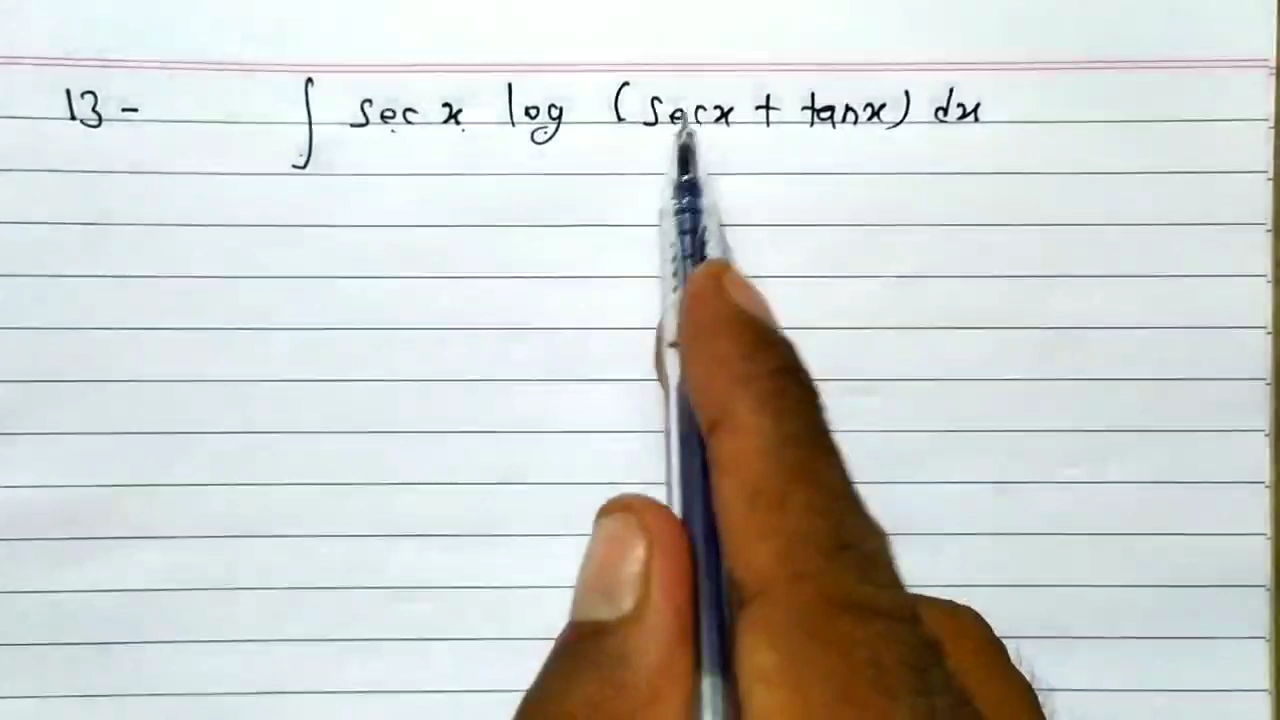 13- ∫ sec x log (secx + tanx) dx